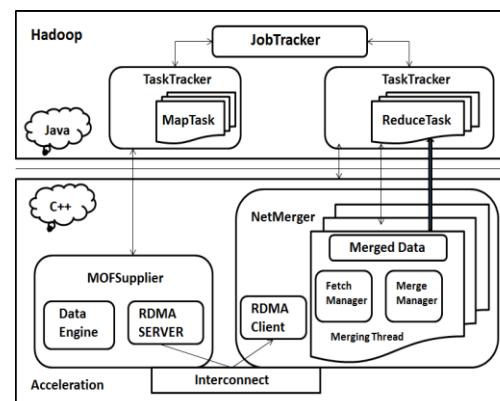 Hadoop
JobTracker
TaskTracker
TaskTracker
MapTask
ReduceTask
Java
C++
NetMerger
Merged Data
MOFSupplier
Fetch
Manager
Merge
Manager
Data
Engine
RDMA
SERVER
RDMA
Client
Merging Thread
Interconnect
Acceleration